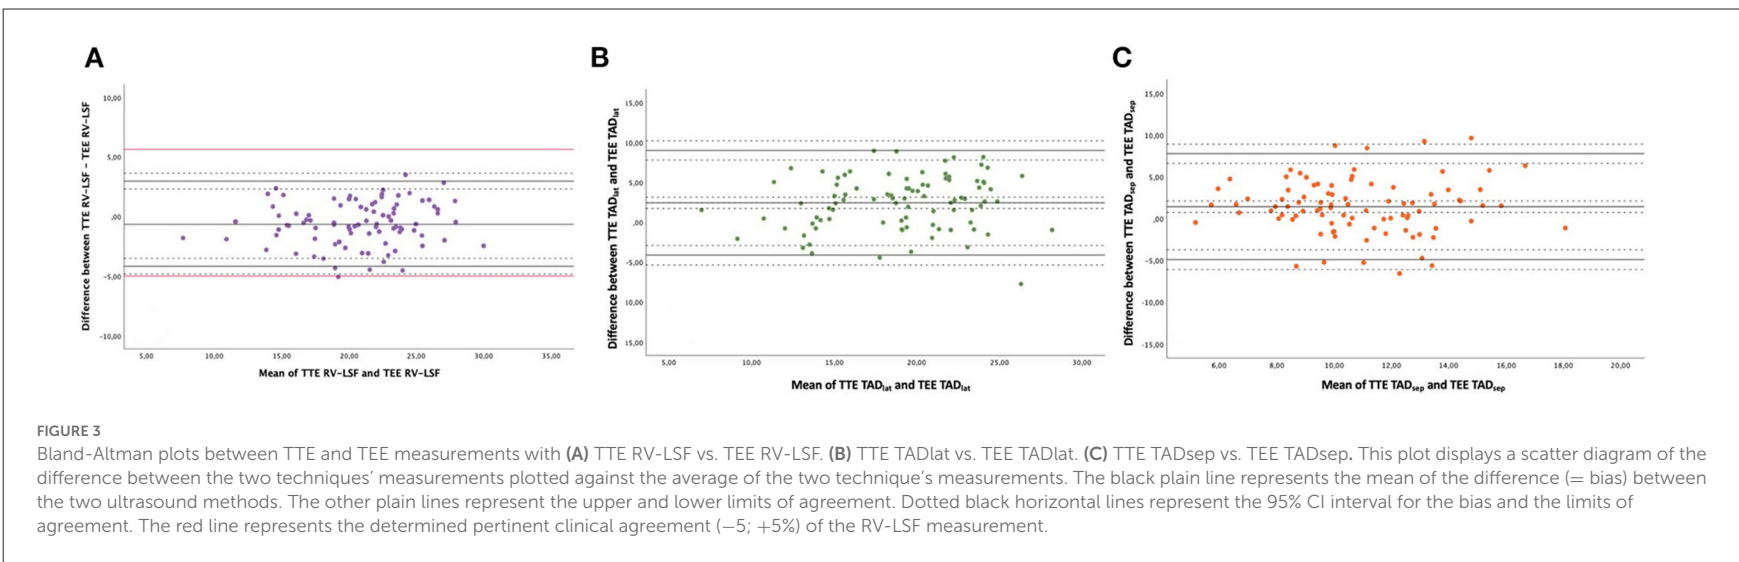 A
B
C
Difference between TTE RV-LSF - TEE RV-LSF
10,00
5,00
,00
-5,00
-10,00
5,00 10,00 15,00 20,00 25,00 30,00 35,00
Mean of TTE RV-LSF and TEE RV-LSF
Difference between TTE TADlat and TEE TADlat
15,00
10,00
5,00
,00
-5,00
10,00
15,00
5,00 10,00 15,00 20,00 25,00 30,00
Mean of TTE TADlat and TEE TADlat
Difference between TTE TADsep and TEE TADsep
15,00
10,00
5,00
,00
-5,00
-10,00
-15,00
6,00 8,00 10,00 12,00 14,00 16,00 18,00 20,00
Mean of TTE TADsep and TEE TADsep
FIGURE 3
Bland-Altman plots between TTE and TEE measurements with (A) TTE RV-LSF vs. TEE RV-LSF. (B) TTE TADlat vs. TEE TADlat. (C) TTE TADsep vs. TEE TADsep. This plot displays a scatter diagram of the
difference between the two techniques’ measurements plotted against the average of the two technique’s measurements. The black plain line represents the mean of the difference (= bias) between
the two ultrasound methods. The other plain lines represent the upper and lower limits of agreement. Dotted black horizontal lines represent the 95% CI interval for the bias and the limits of
agreement. The red line represents the determined pertinent clinical agreement (−5; +5%) of the RV-LSF measurement.